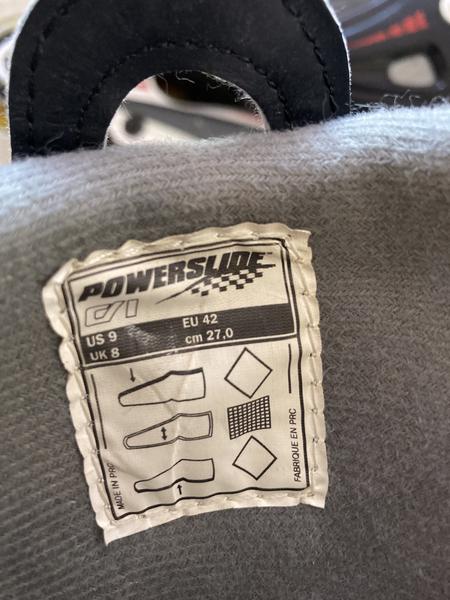 POWERSLIDE
US 9 EU 42
UK 8 cm 27,0
MADE IN PRC
FABRIQUE EN PRC